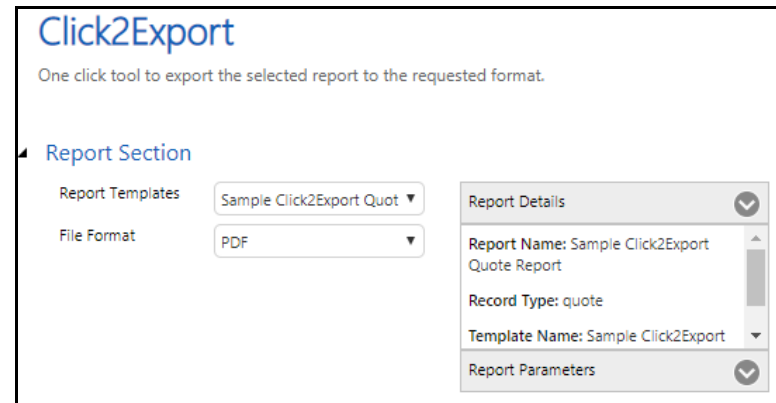 Click2Export
One click tool to export the selected report to the requested format.
Report Section
Report Templates
Sample Click2Export Quot
File Format
PDF
Report Details
Report Name: Sample Click2Export
Quote Report
Record Type: quote
Template Name: Sample Click2Export
Report Parameters